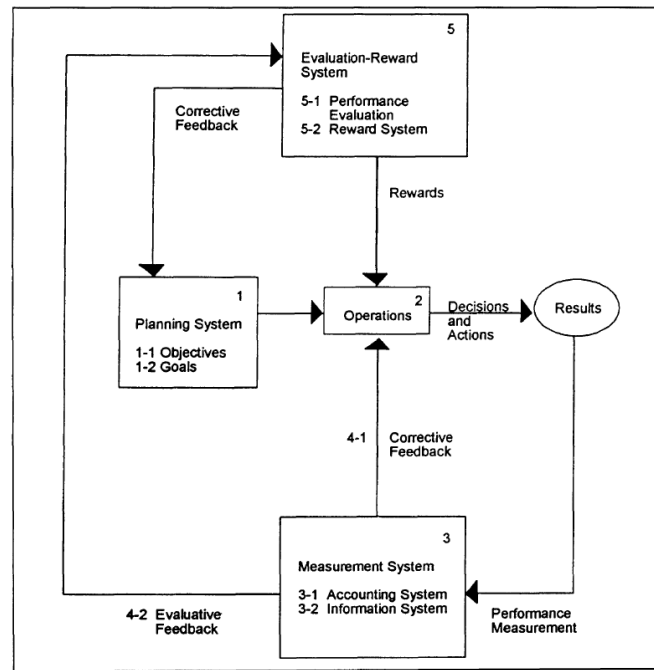 5
Evaluation-Reward
System
5-1 Performance
Evaluation
5-2 Reward System
Corrective
Feedback
Rewards
1
Planning System
1-1 Objectives
1-2 Goals
2
Operations
Decisions
and
Actions
Results
4-1 Corrective
Feedback
3
Measurement System
3-1 Accounting System
3-2 Information System
4-2 Evaluative
Feedback
Performance
Measurement